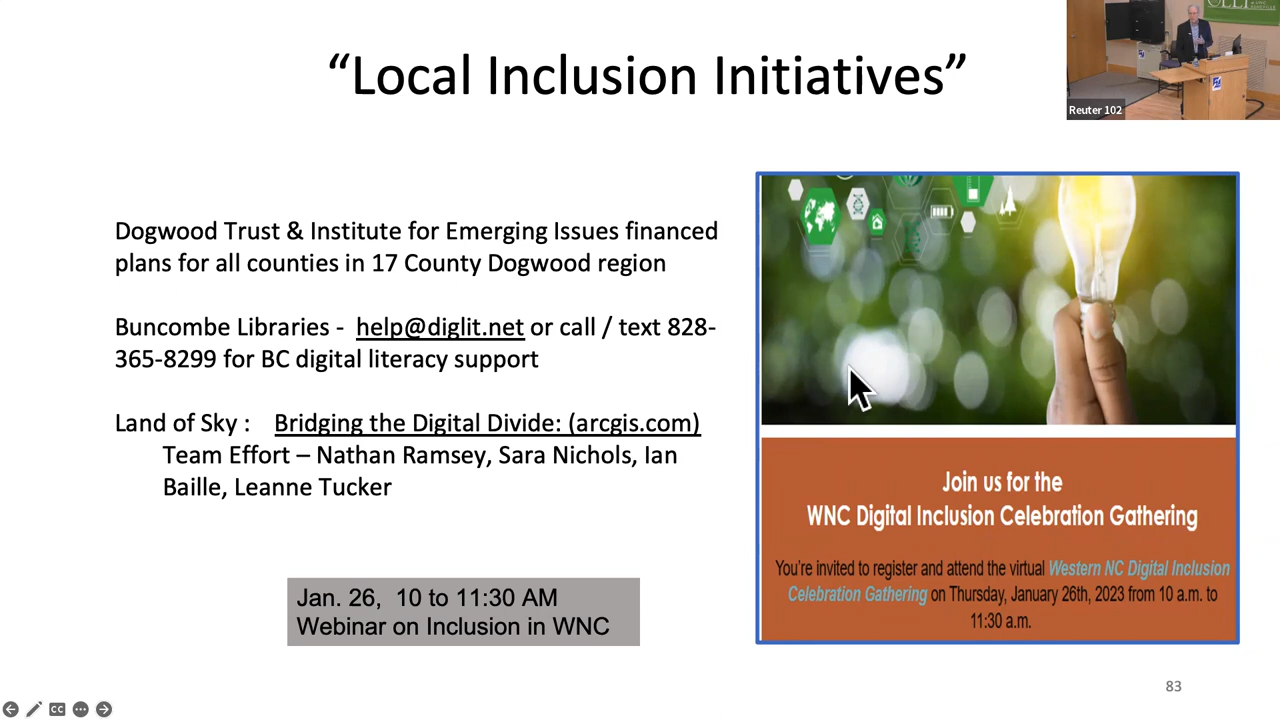 “Local Inclusion Initiatives”
Reuter 102
Dogwood Trust & Institute for Emerging Issues financed
plans for all counties in 17 County Dogwood region
Buncombe Libraries - help@diglit.net or call / text 828-
365-8299 for BC digital literacy support
Land of Sky : Bridging the Digital Divide: (arcgis.com)
Team Effort – Nathan Ramsey, Sara Nichols, Ian
Baille, Leanne Tucker
Jan. 26, 10 to 11:30 AM
Webinar on Inclusion in WNC
Join us for the
WNC Digital Inclusion Celebration Gathering
You’re invited to register and attend the virtual Western NC Digital Inclusion
Celebration Gathering on Thursday, January 26th, 2023 from 10 a.m. to
11:30 a.m.
83
CC